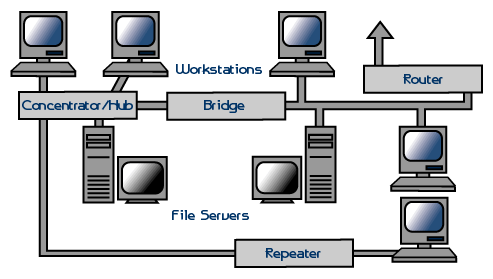 Workstations
Router
Concentrator/Hub
Bridge
File Servers
Repeater